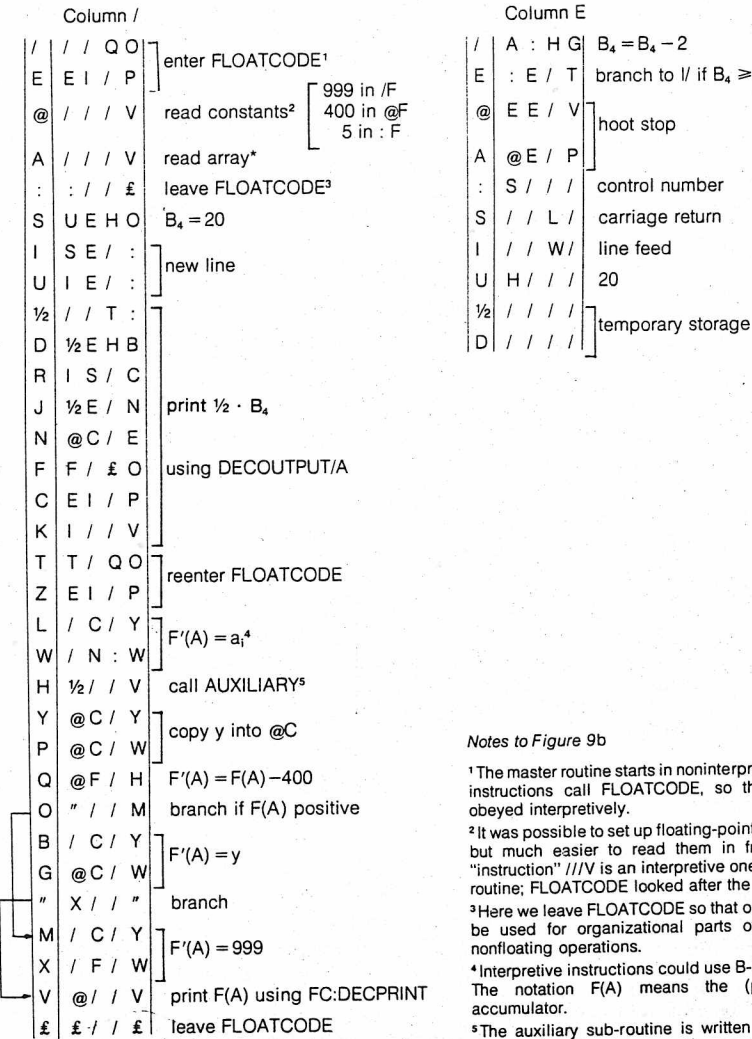 Column /
/ / / Q O enter FLOATCODE¹
E E I / P
@ / / / V read constants² 999 in /F
400 in @F
5 in : F
A / / / V read array*
: : / / £ leave FLOATCODE³
S U E H O B₄ = 20
I S E / : new line
U I E / :
½ / / T : print ½ · B₄
D ½ E H B
R I S / C
J ½ E / N
N @ C / E using DECOUTPUT/A
F F / £ O
C E I / P
K I / / V
T T / Q O reenter FLOATCODE
Z E I / P
L / C / Y F'(A) = aᵢ⁴
W / N : W
H ½ / / V call AUXILIARY⁵
Y @ C / Y copy y into @C
P @ C / W
Q @ F / H F'(A) = F(A) −400
O " / / M branch if F(A) positive
B / C / Y F'(A) = y
G @ C / W
" X / / " branch
M / C / Y F'(A) = 999
X / F / W
V @ / / V print F(A) using FC:DECPRINT
£ £ / / £ leave FLOATCODE
Column E
/ A : H G B₄ = B₄ − 2
E : E / T branch to I/ if B₄ ≥
@ E E / V hoot stop
A @ E / P
: S / / / control number
S / / L / carriage return
I / / W / line feed
U H / / / 20
½ / / / / temporary storage
D / / / /
Notes to Figure 9b
¹ The master routine starts in noninterpr
instructions call FLOATCODE, so th
obeyed interpretively.
² It was possible to set up floating-point
but much easier to read them in fr
"instruction" ///V is an interpretive one
routine; FLOATCODE looked after the
³ Here we leave FLOATCODE so that o
be used for organizational parts o
nonfloating operations.
⁴ Interpretive instructions could use B-
The notation F(A) means the (
accumulator.
⁵ The auxiliary sub-routine is written